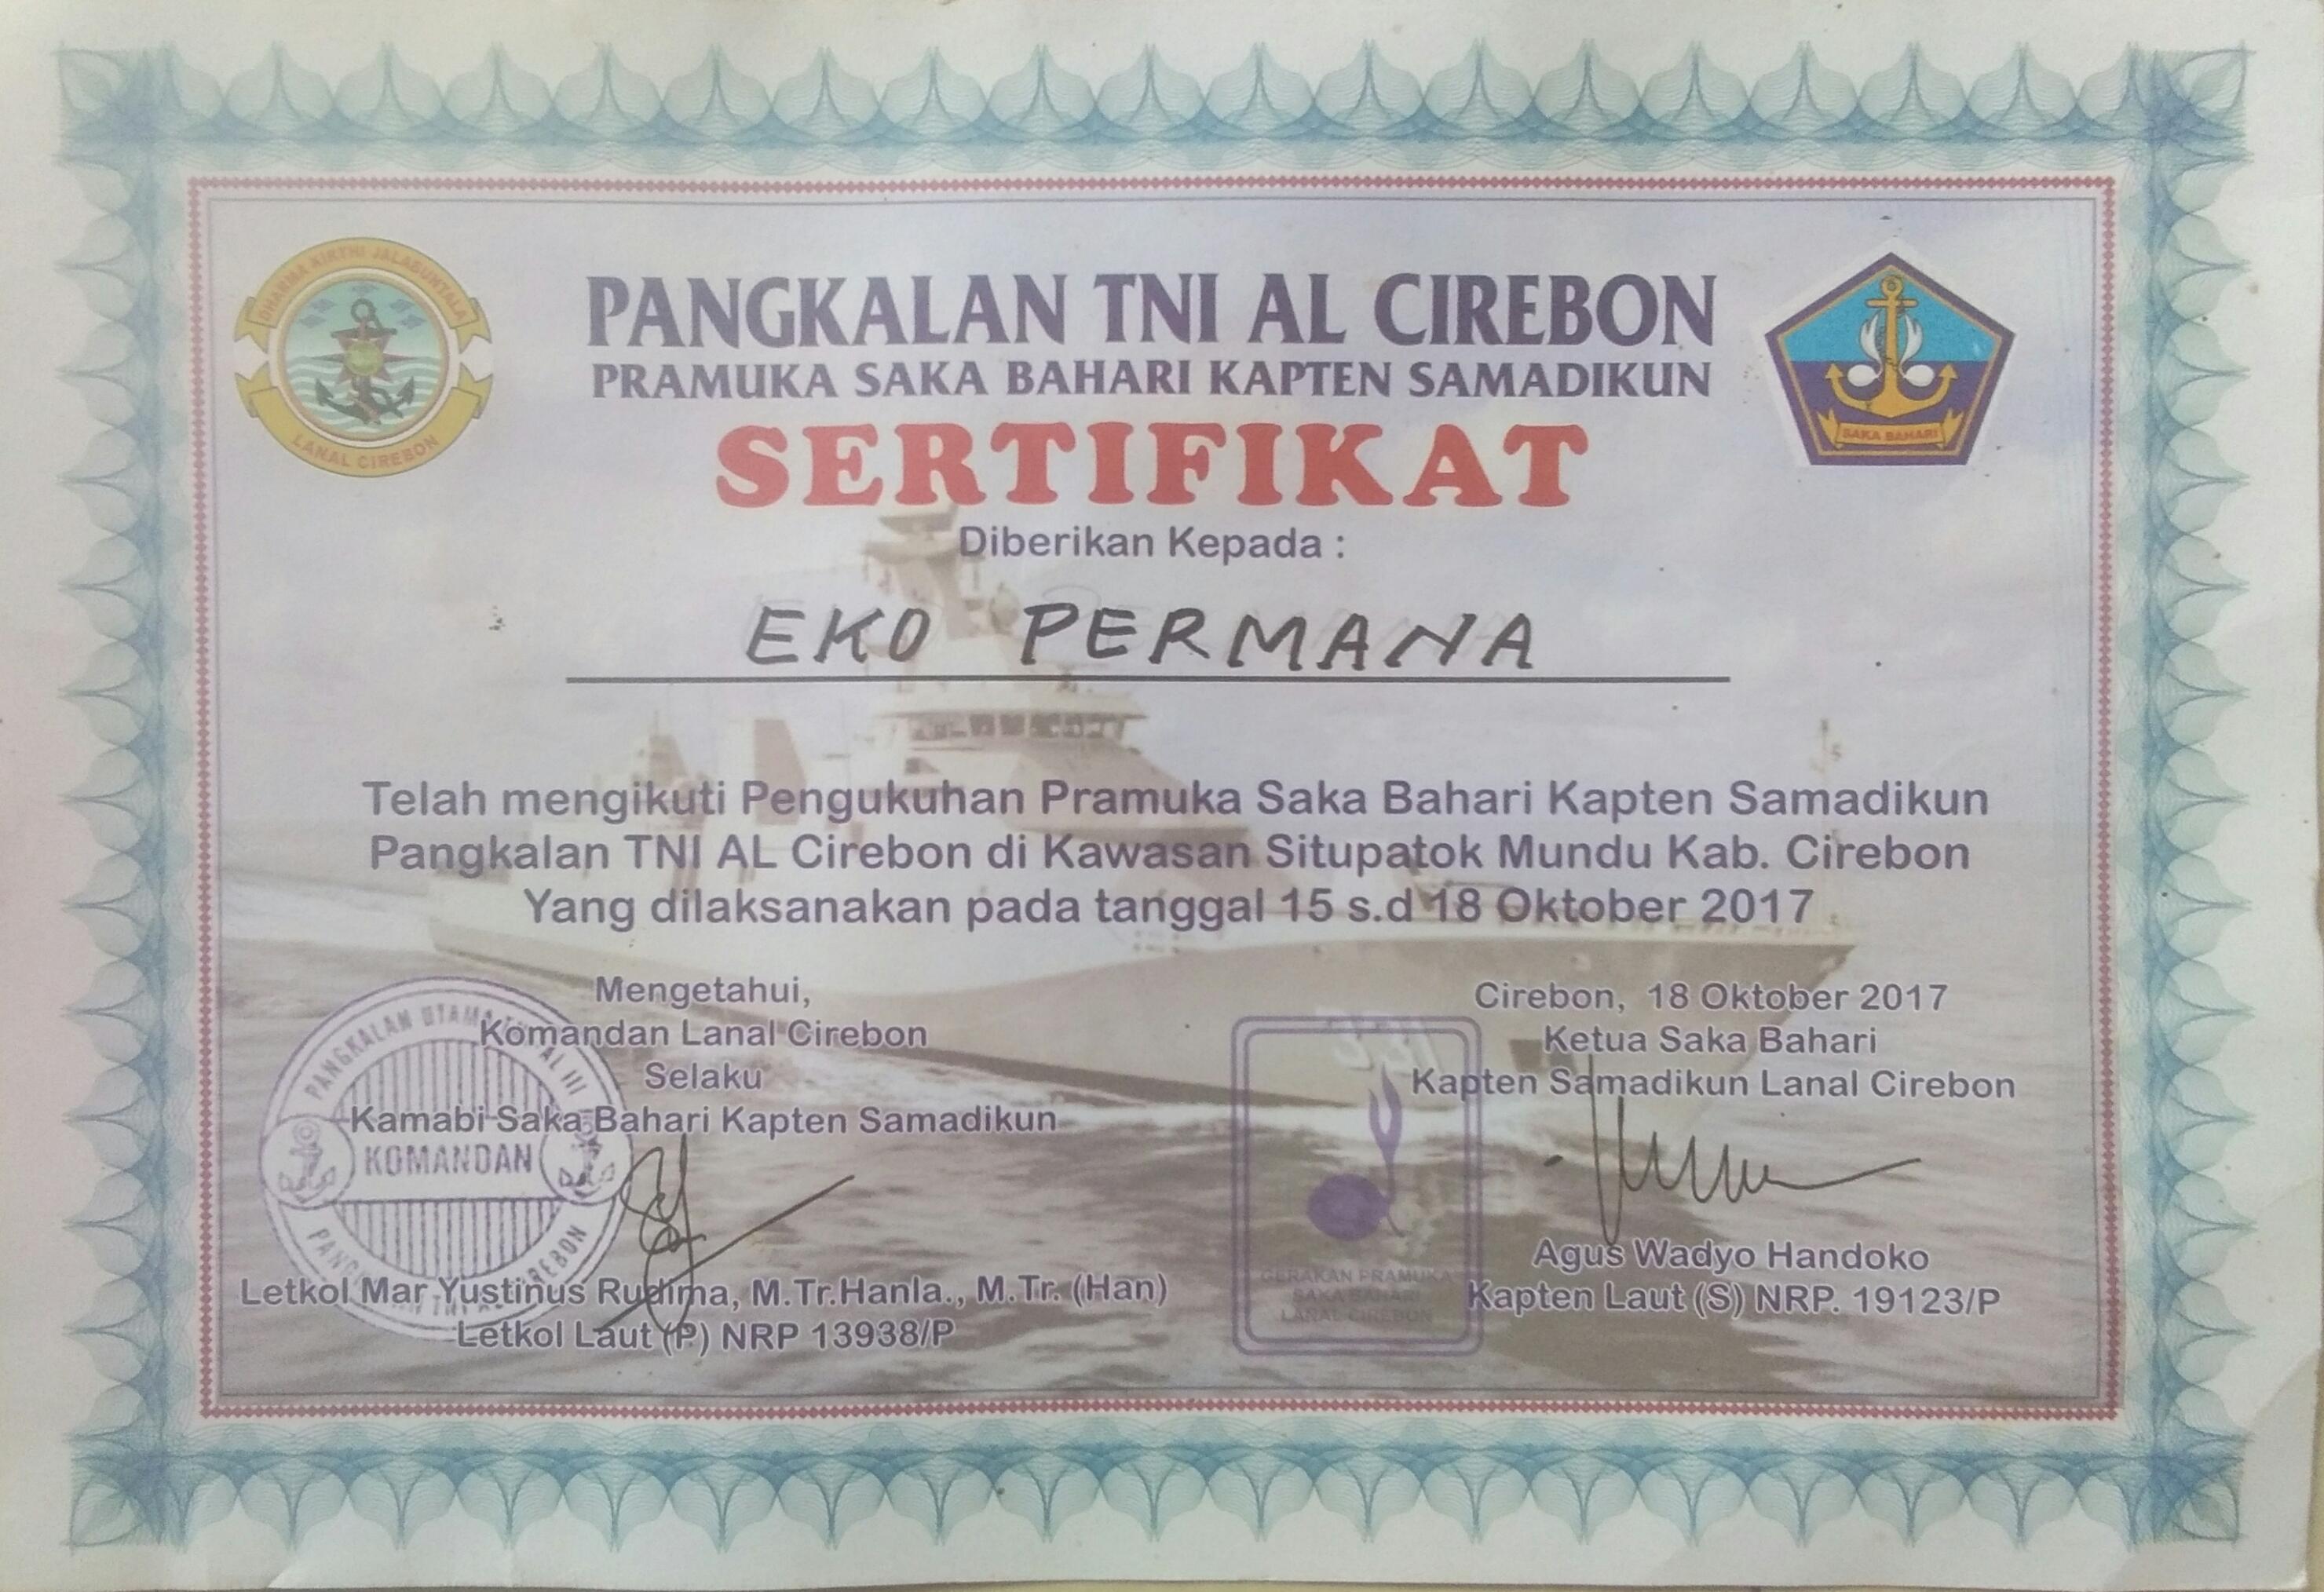 DHARMA KIRTHI JALABUNTALA
LANAL CIREBON
PANGKALAN TNI AL CIREBON
PRAMUKA SAKA BAHARI KAPTEN SAMADIKUN
SAKA BAHARI
SERTIFIKAT
Diberikan Kepada :
EKO PERMANA
Telah mengikuti Pengukuhan Pramuka Saka Bahari Kapten Samadikun
Pangkalan TNI AL Cirebon di Kawasan Situpatok Mundu Kab. Cirebon
Yang dilaksanakan pada tanggal 15 s.d 18 Oktober 2017
Mengetahui,
Komandan Lanal Cirebon
Selaku
Kamabi Saka Bahari Kapten Samadikun
PANGKALAN UTAMA AL III
KOMANDAN
Letkol Mar Yustinus Rudima, M.Tr.Hanla., M.Tr. (Han)
Letkol Laut (P) NRP 13938/P
Cirebon, 18 Oktober 2017
Ketua Saka Bahari
Kapten Samadikun Lanal Cirebon
GERAKAN PRAMUKA
SAKA BAHARI
LANAL CIREBON
Agus Wadyo Handoko
Kapten Laut (S) NRP. 19123/P